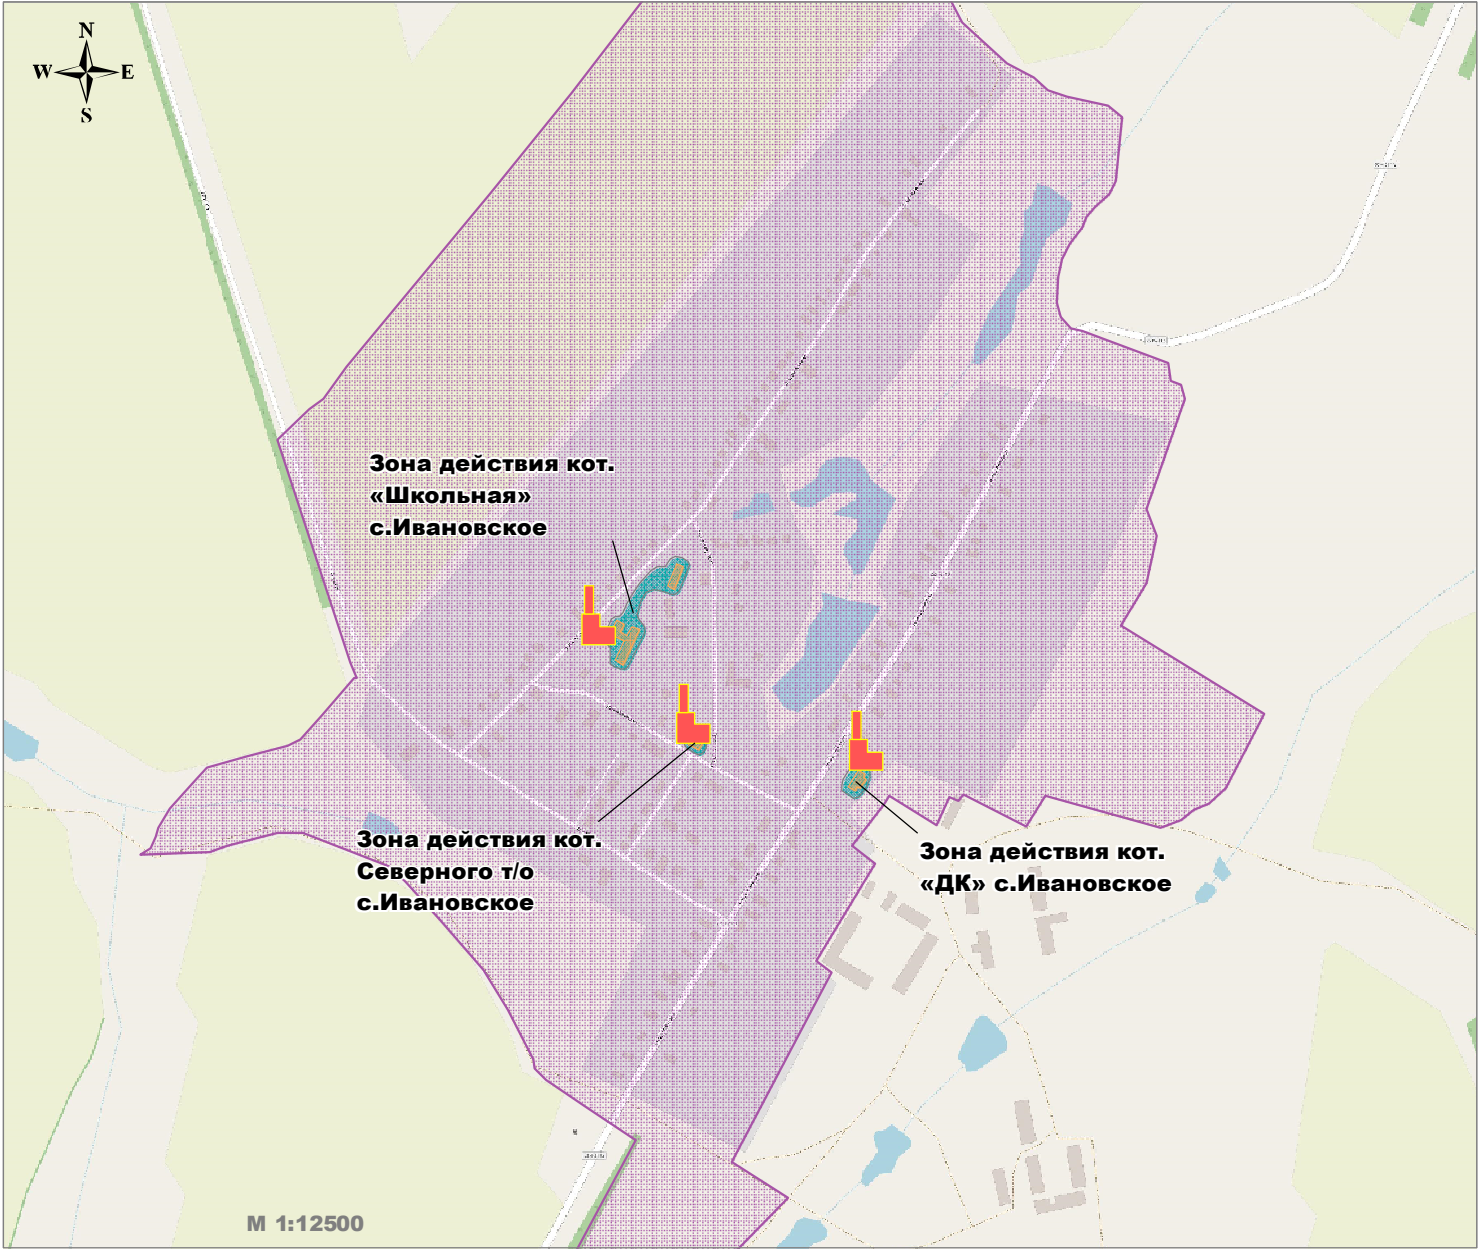 N
W E
S
Зона действия кот.
«Школьная»
с.Ивановское
Зона действия кот.
Северного т/о
с.Ивановское
Зона действия кот.
«ДК» с.Ивановское
М 1:12500